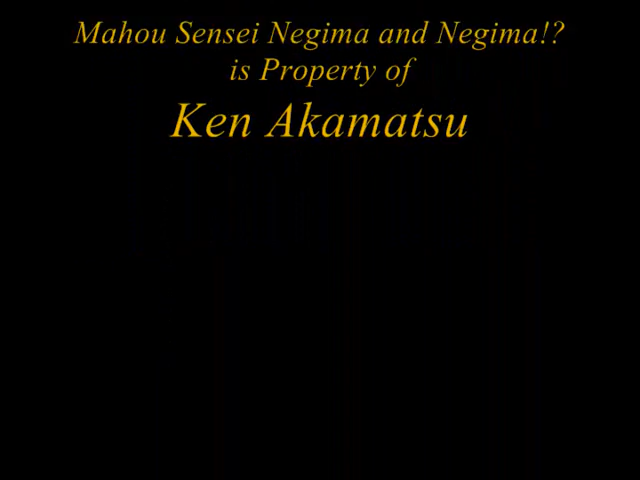 Mahou Sensei Negima and Negima!?
is Property of
Ken Akamatsu